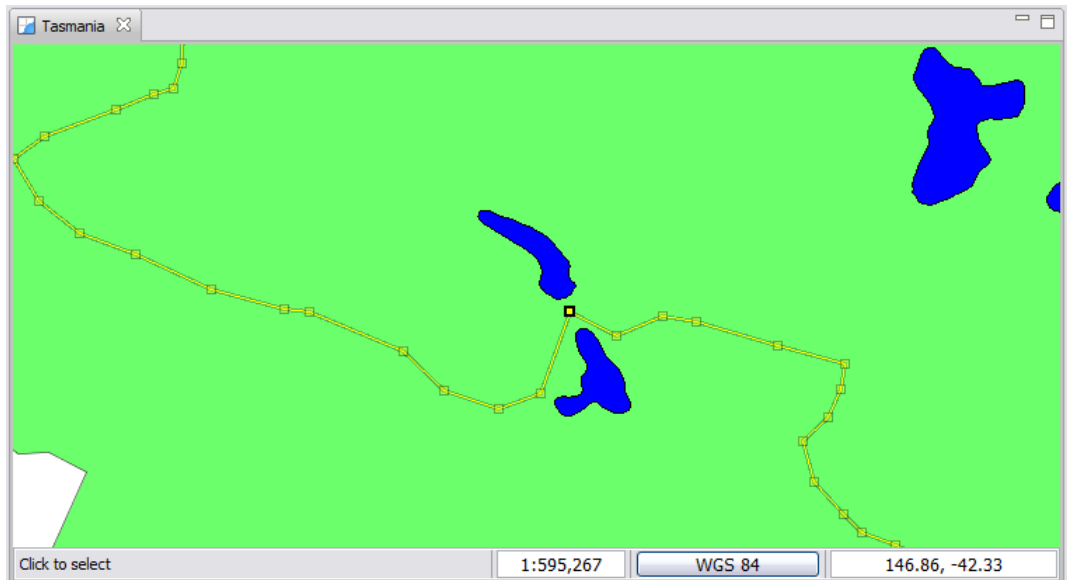 Tasmania
Click to select
1:595,267
WGS 84
146.86, -42.33